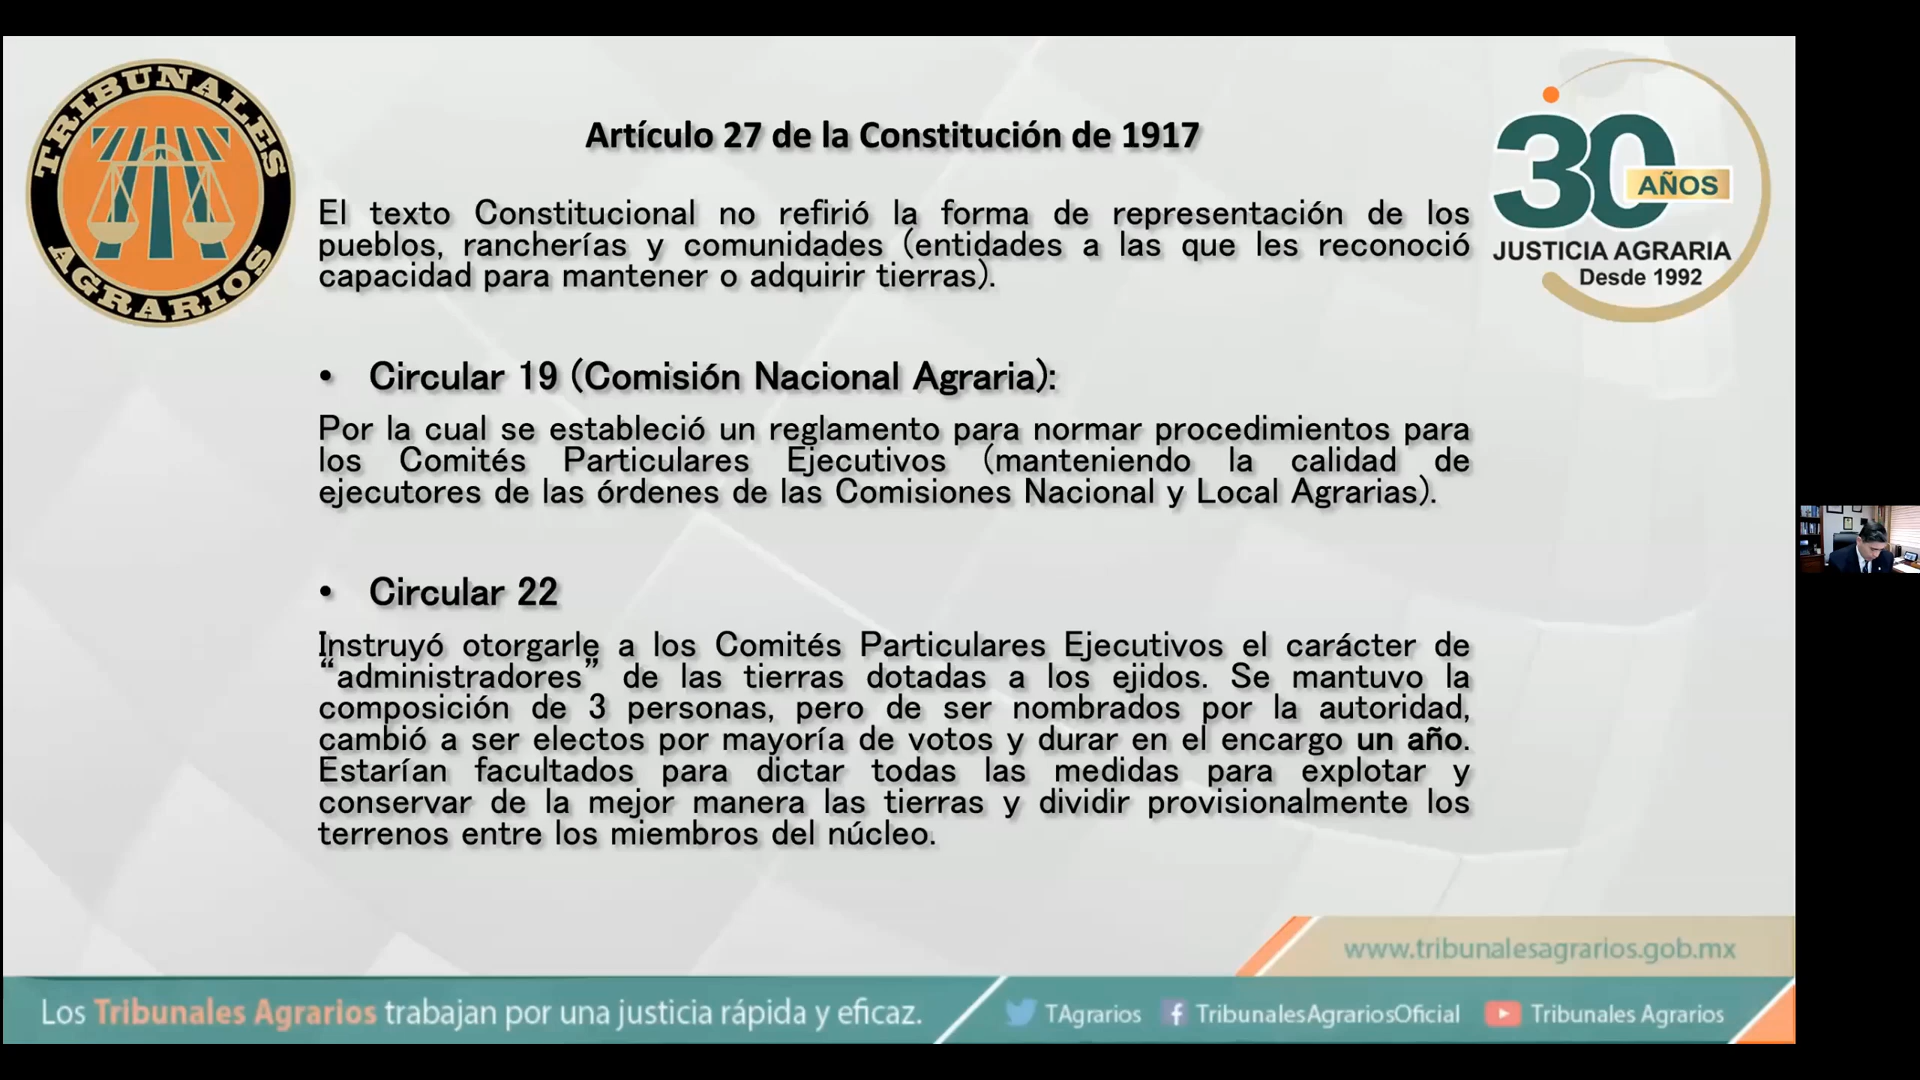 TRIBUNALES
AGRARIOS
Artículo 27 de la Constitución de 1917
30
AÑOS
JUSTICIA AGRARIA
Desde 1992
El texto Constitucional no refirió la forma de representación de los
pueblos, rancherías y comunidades (entidades a las que les reconoció
capacidad para mantener o adquirir tierras).
• Circular 19 (Comisión Nacional Agraria):
Por la cual se estableció un reglamento para normar procedimientos para
los Comités Particulares Ejecutivos (manteniendo la calidad de
ejecutores de las órdenes de las Comisiones Nacional y Local Agrarias).
• Circular 22
Instruyó otorgarle a los Comités Particulares Ejecutivos el carácter de
“administradores” de las tierras dotadas a los ejidos. Se mantuvo la
composición de 3 personas, pero de ser nombrados por la autoridad,
cambió a ser electos por mayoría de votos y durar en el encargo un año.
Estarían facultados para dictar todas las medidas para explotar y
conservar de la mejor manera las tierras y dividir provisionalmente los
terrenos entre los miembros del núcleo.
www.tribunalesagrarios.gob.mx
Los Tribunales Agrarios trabajan por una justicia rápida y eficaz.
TAgrarios
TribunalesAgrariosOficial
Tribunales Agrarios